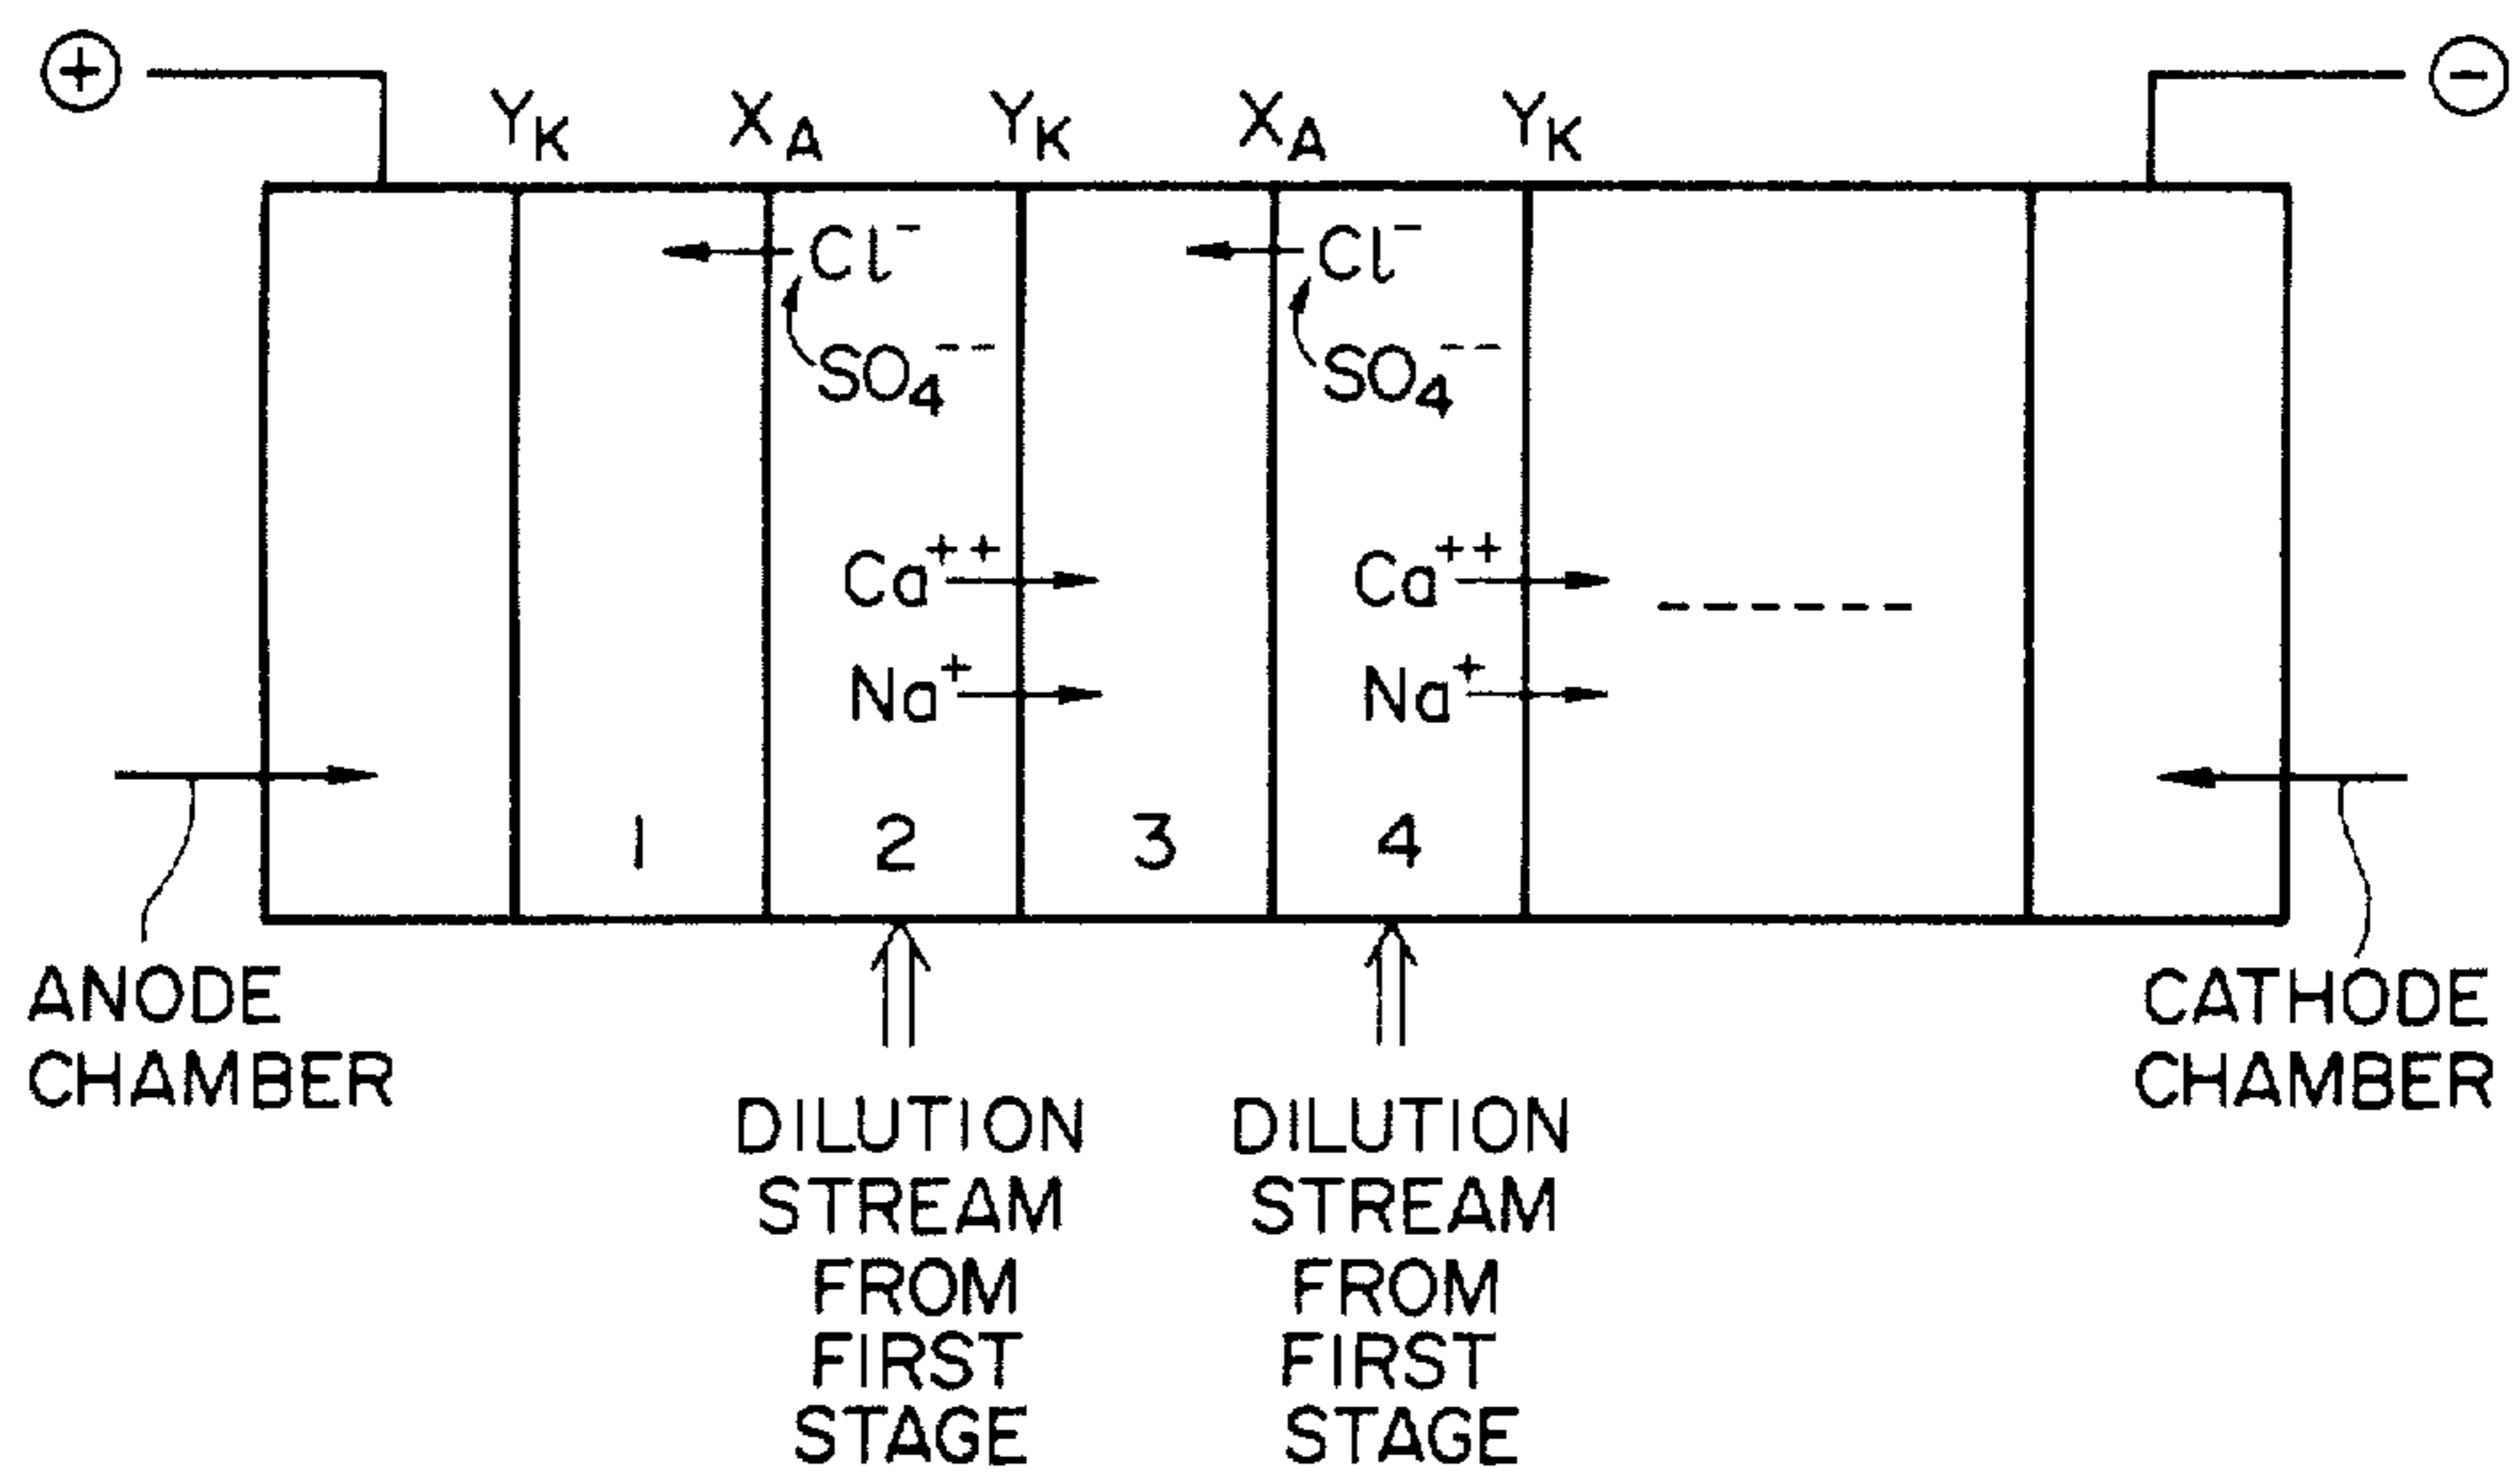 + −
Y_K X_A Y_K X_A Y_K
Cl⁻ Cl⁻
SO₄⁻⁻ SO₄⁻⁻
Ca⁺⁺ Ca⁺⁺
Na⁺ Na⁺
1 2 3 4
ANODE
CHAMBER
CATHODE
CHAMBER
DILUTION
STREAM
FROM
FIRST
STAGE
DILUTION
STREAM
FROM
FIRST
STAGE